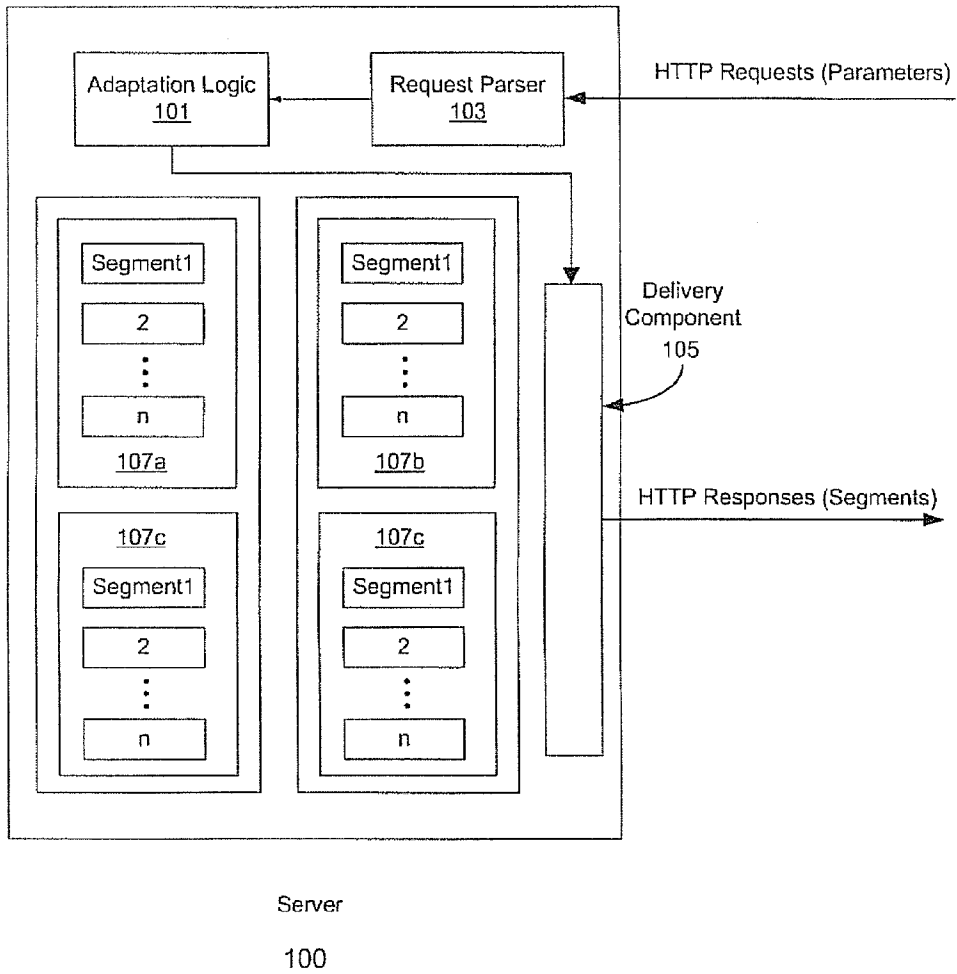 Adaptation Logic
101
Request Parser
103
HTTP Requests (Parameters)
Segment1
2
n
107a
Segment1
2
n
107b
Delivery
Component
105
HTTP Responses (Segments)
107c
Segment1
2
n
107c
Segment1
2
n
Server
100